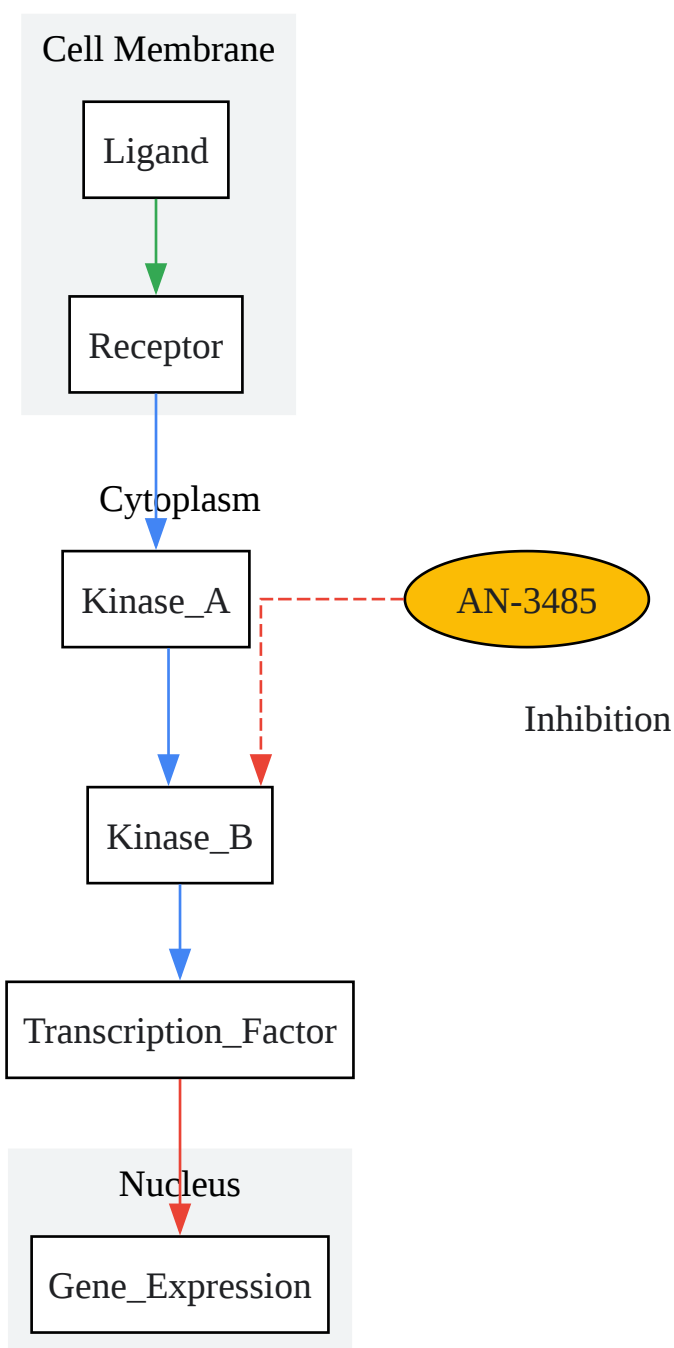 Cell Membrane
Ligand
Receptor
Cytoplasm
Kinase_A
AN-3485
Inhibition
Kinase_B
Transcription_Factor
Nucleus
Gene_Expression